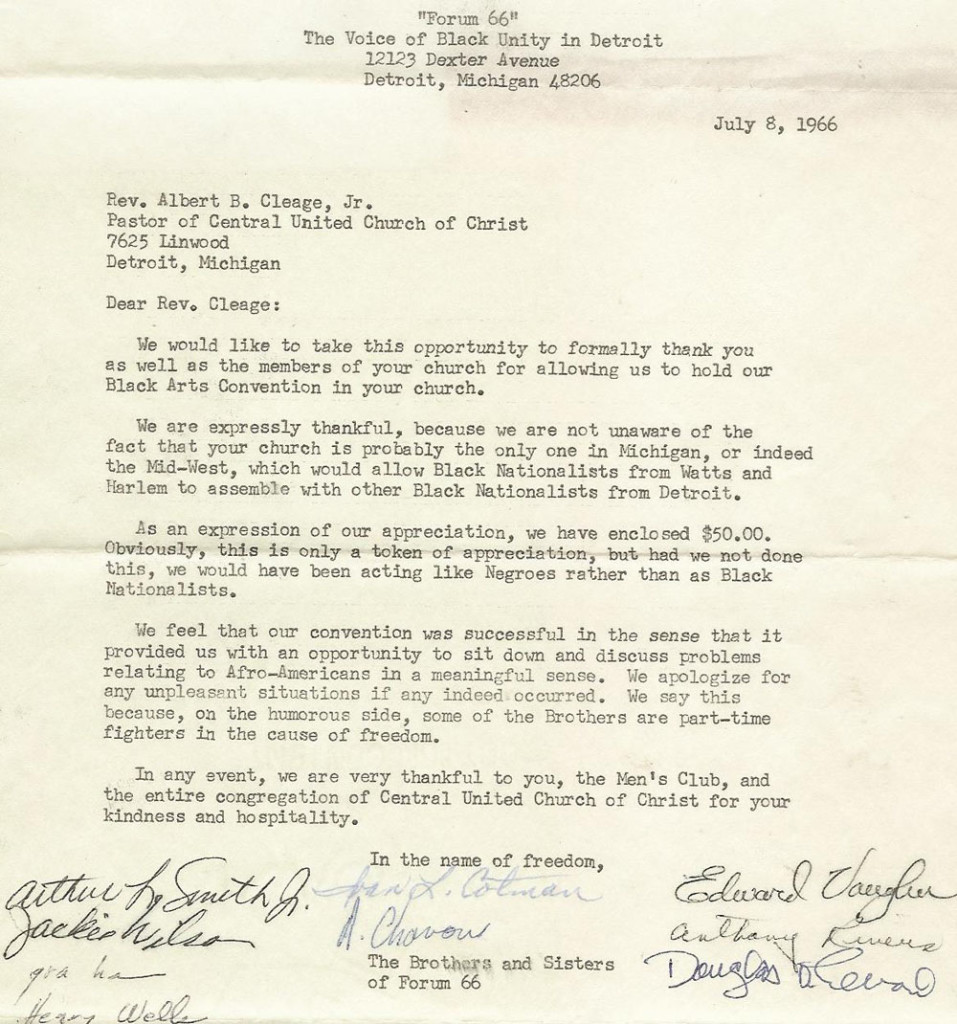 "Forum 66"
The Voice of Black Unity in Detroit
12123 Dexter Avenue
Detroit, Michigan 48206
July 8, 1966
Rev. Albert B. Cleage, Jr.
Pastor of Central United Church of Christ
7625 Linwood
Detroit, Michigan
Dear Rev. Cleage:
We would like to take this opportunity to formally thank you
as well as the members of your church for allowing us to hold our
Black Arts Convention in your church.
We are expressly thankful, because we are not unaware of the
fact that your church is probably the only one in Michigan, or indeed
the Mid-West, which would allow Black Nationalists from Watts and
Harlem to assemble with other Black Nationalists from Detroit.
As an expression of our appreciation, we have enclosed $50.00.
Obviously, this is only a token of appreciation, but had we not done
this, we would have been acting like Negroes rather than as Black
Nationalists.
We feel that our convention was successful in the sense that it
provided us with an opportunity to sit down and discuss problems
relating to Afro-Americans in a meaningful sense. We apologize for
any unpleasant situations if any indeed occurred. We say this
because, on the humorous side, some of the Brothers are part-time
fighters in the cause of freedom.
In any event, we are very thankful to you, the Men's Club, and
the entire congregation of Central United Church of Christ for your
kindness and hospitality.
In the name of freedom,
Arthur L. Smith Jr.
L. Cotman
Edward Vaughn
Jackie Wilson
A. Chavous
Anthony Rivers
The Brothers and Sisters
of Forum 66
Douglas
Henry Wells